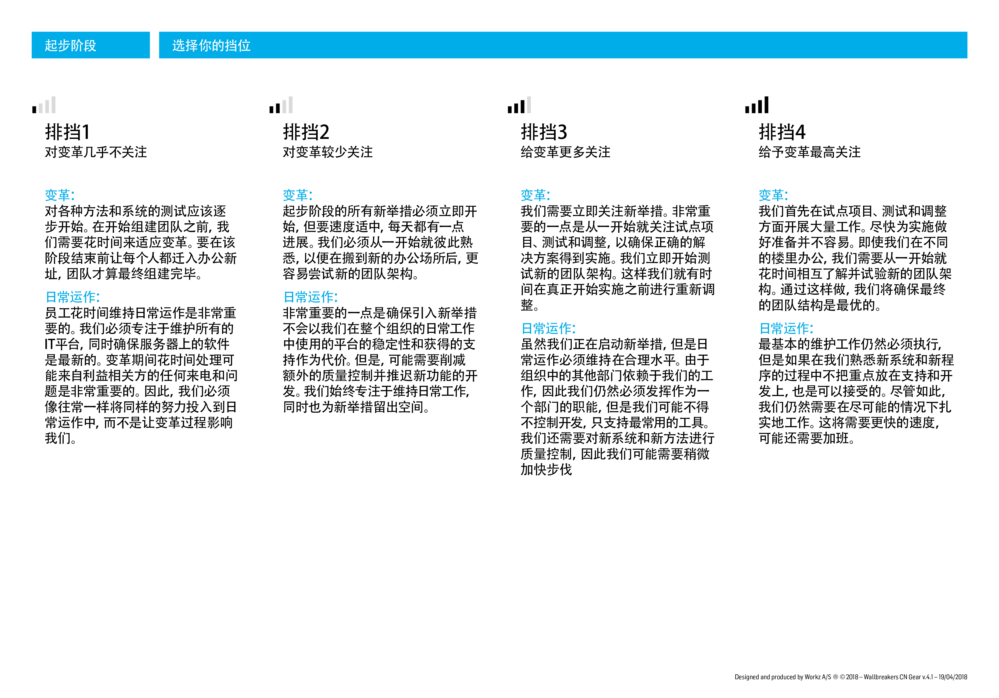 起步阶段
选择你的挡位
排挡1
对变革几乎不关注
变革：
对各种方法和系统的测试应该逐
步开始。在开始组建团队之前，我
们需要花时间来适应变革。要在该
阶段结束前让每个人都迁入办公新
址，团队才算最终组建完毕。
日常运作：
员工花时间维持日常运作是非常重
要的。我们必须专注于维护所有的
IT平台，同时确保服务器上的软件
是最新的。变革期间花时间处理可
能来自利益相关方的任何来电和问
题是非常重要的。因此，我们必须
像往常一样将同样的努力投入到日
常运作中，而不是让变革过程影响
我们。
排挡2
对变革较少关注
变革：
起步阶段的所有新举措必须立即开
始，但要速度适中，每天都有一点
进展。我们必须从一开始就彼此熟
悉，以便在搬到新的办公场所后，更
容易尝试新的团队架构。
日常运作：
非常重要的一点是确保引入新举措
不会以我们在整个组织的日常工作
中使用的平台的稳定性和获得的支
持作为代价。但是，可能需要削减
额外的质量控制并推迟新功能的开
发。我们始终专注于维持日常工作，
同时也为新举措留出空间。
排挡3
给变革更多关注
变革：
我们需要立即关注新举措。非常重
要的一点是从一开始就关注试点项
目、测试和调整，以确保正确的解
决方案得到实施。我们立即开始测
试新的团队架构。这样我们就有时
间在真正开始实施之前进行重新调
整。
日常运作：
虽然我们正在启动新举措，但是日
常运作必须维持在合理水平。由于
组织中的其他部门依赖于我们的工
作，因此我们仍然必须发挥作为一
个部门的职能，但是我们可能不得
不控制开发，只支持最常用的工具。
我们还需要对新系统和新方法进行
质量控制，因此我们可能需要稍微
加快步伐
排挡4
给予变革最高关注
变革：
我们首先在试点项目、测试和调整
方面开展大量工作。尽快为实施做
好准备并不容易。即使我们在不同
的楼里办公，我们需要从一开始就
花时间相互了解并试验新的团队架
构。通过这样做，我们将确保最终
的团队结构是最优的。
日常运作：
最基本的维护工作仍然必须执行，
但是如果在我们熟悉新系统和新程
序的过程中不把重点放在支持和开
发上，也是可以接受的。尽管如此，
我们仍然需要在尽可能的情况下扎
实地工作。这将需要更快的速度，
可能还需要加班。
Designed and produced by Workz A/S ® © 2018 – Wallbreakers CN Gear v.4.1 – 19/04/2018